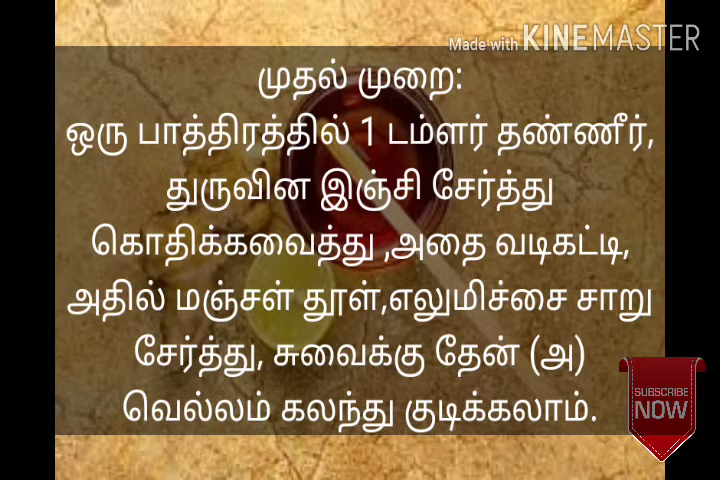 Made with KINEMASTER
முதல் முறை:
ஒரு பாத்திரத்தில் 1 டம்ளர் தண்ணீர்,
துருவின இஞ்சி சேர்த்து
கொதிக்கவைத்து ,அதை வடிகட்டி,
அதில் மஞ்சள் தூள்,எலுமிச்சை சாறு
சேர்த்து, சுவைக்கு தேன் (அ)
வெல்லம் கலந்து குடிக்கலாம்.
SUBSCRIBE
NOW